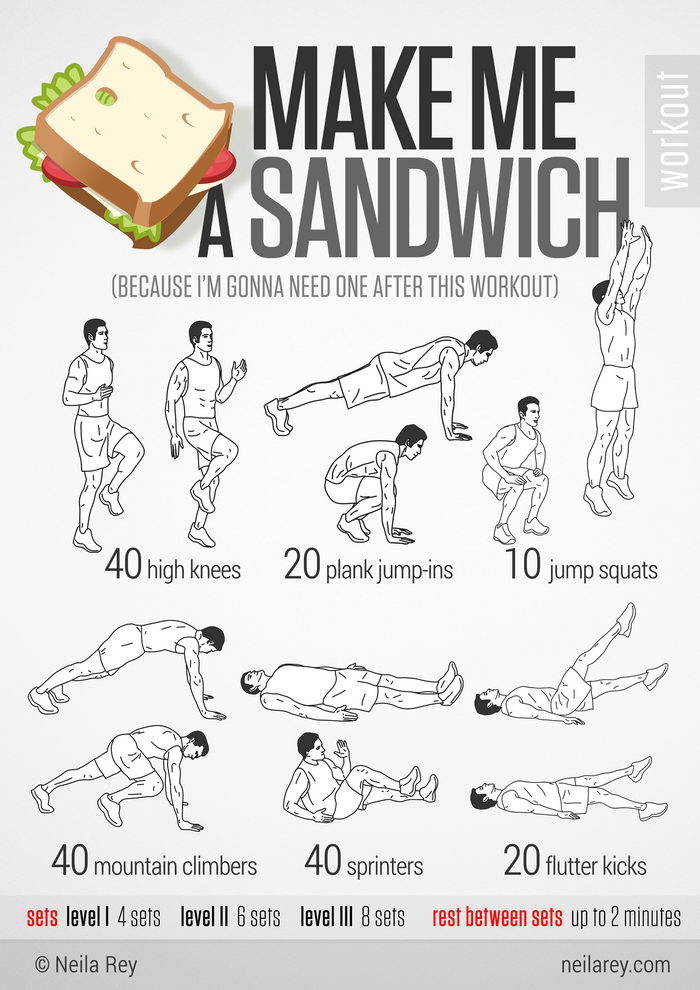 MAKE ME
A SANDWICH
workout
(BECAUSE I'M GONNA NEED ONE AFTER THIS WORKOUT)
40 high knees 20 plank jump-ins 10 jump squats
40 mountain climbers 40 sprinters 20 flutter kicks
sets level I 4 sets level II 6 sets level III 8 sets rest between sets up to 2 minutes
© Neila Rey neilarey.com